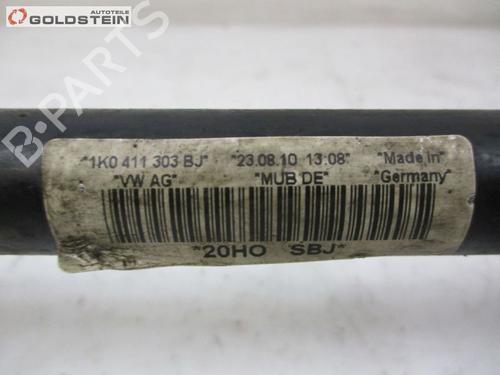 AUTOTEILE
GOLDSTEIN
B-PARTS
*1K0 411 303 BJ* *23.08.10 13:08* *Made in*
*VW AG* *MUB DE* *Germany*
*20HO SBJ*